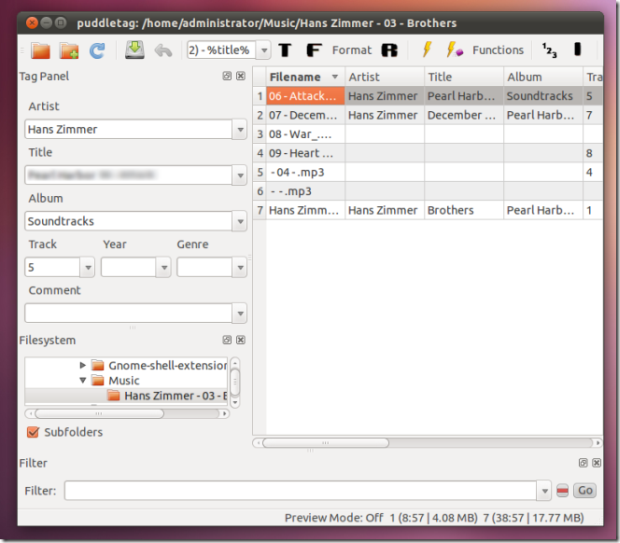 puddletag: /home/administrator/Music/Hans Zimmer - 03 - Brothers
2) - %title% T F Format R Functions 1 2 3
Tag Panel
Artist
Hans Zimmer
Title
Album
Soundtracks
Track Year Genre
5
Comment
Filesystem
Gnome-shell-extension
Music
Hans Zimmer - 03 - B
Subfolders
Filename Artist Title Album Tra
1 06 - Attack... Hans Zimmer Pearl Harb... Soundtracks 5
2 07 - Decem... Hans Zimmer December ... Pearl Harb... 7
3 08 - War_....
4 09 - Heart ... 8
5 - 04 - .mp3 4
6 - - .mp3
7 Hans Zimm... Hans Zimmer Brothers Pearl Harb... 1
Filter
Filter: Go
Preview Mode: Off 1 (8:57 | 4.08 MB) 7 (38:57 | 17.77 MB)